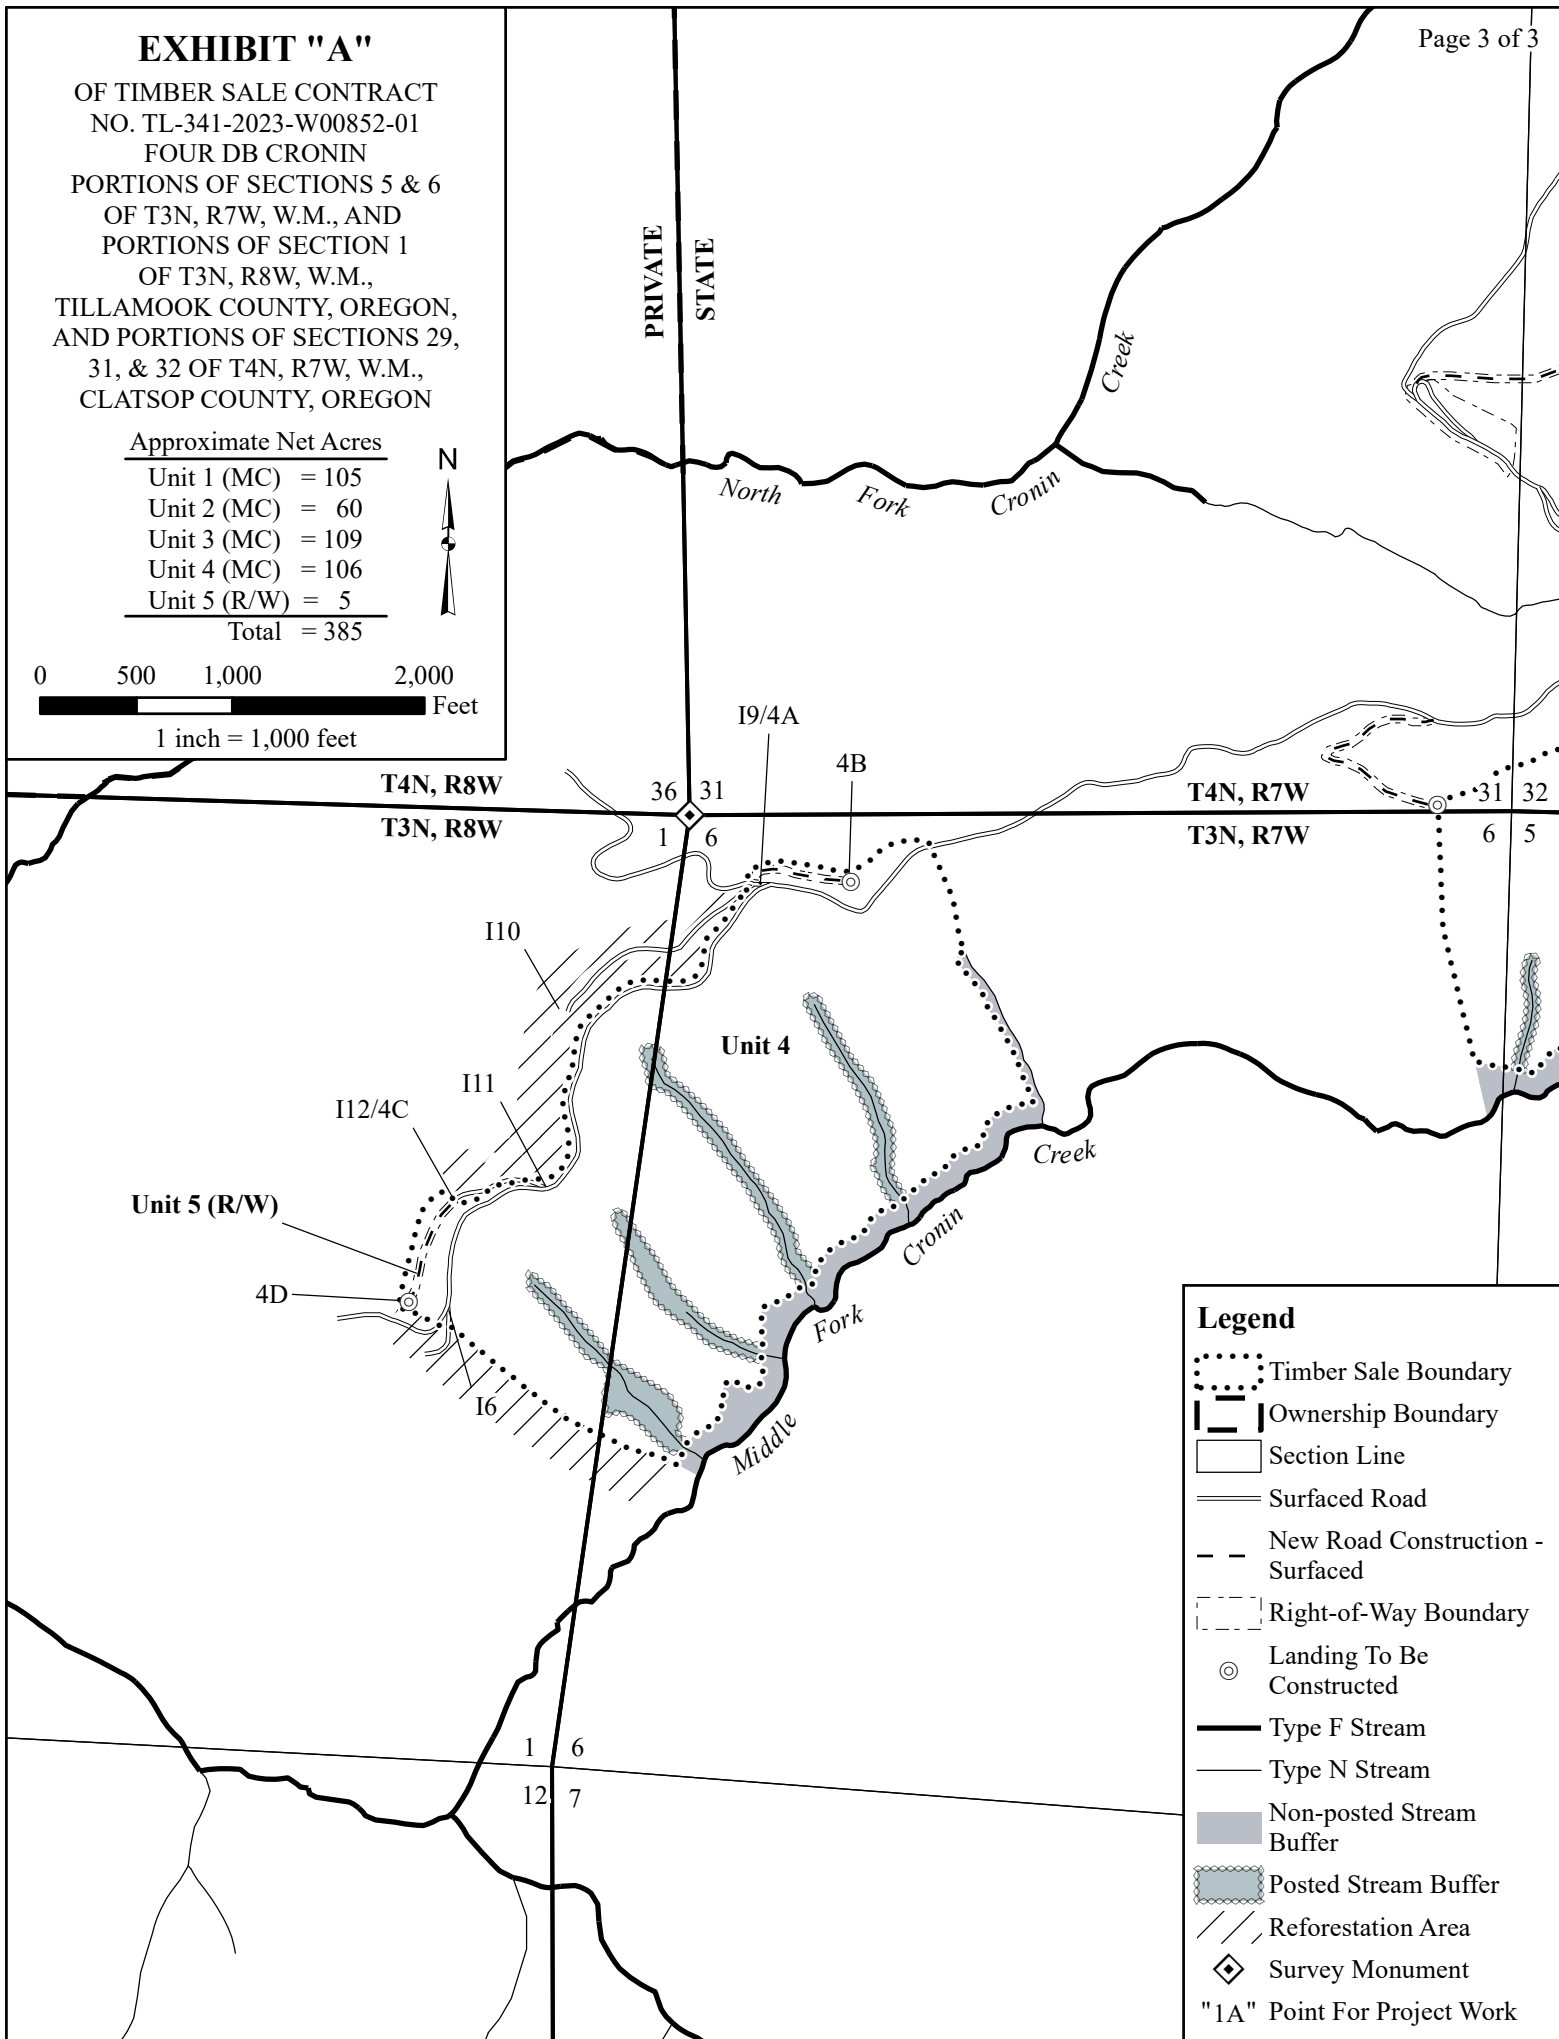 EXHIBIT "A"
OF TIMBER SALE CONTRACT
NO. TL-341-2023-W00852-01
FOUR DB CRONIN
PORTIONS OF SECTIONS 5 & 6
OF T3N, R7W, W.M., AND
PORTIONS OF SECTION 1
OF T3N, R8W, W.M.,
TILLAMOOK COUNTY, OREGON,
AND PORTIONS OF SECTIONS 29,
31, & 32 OF T4N, R7W, W.M.,
CLATSOP COUNTY, OREGON
Approximate Net Acres
Unit 1 (MC) = 105
Unit 2 (MC) = 60
Unit 3 (MC) = 109
Unit 4 (MC) = 106
Unit 5 (R/W) = 5
Total = 385
N
0 500 1,000 2,000
Feet
1 inch = 1,000 feet
Page 3 of 3
PRIVATE
STATE
Creek
North Fork Cronin
I9/4A
4B
T4N, R8W
36 31
T4N, R7W
31 32
T3N, R8W
1 6
T3N, R7W
6 5
I10
Unit 4
I11
I12/4C
Creek
Unit 5 (R/W)
Cronin
4D
Fork
I6
Middle
1 6
12 7
Legend
Timber Sale Boundary
Ownership Boundary
Section Line
Surfaced Road
New Road Construction -
Surfaced
Right-of-Way Boundary
Landing To Be
Constructed
Type F Stream
Type N Stream
Non-posted Stream
Buffer
Posted Stream Buffer
Reforestation Area
Survey Monument
"1A" Point For Project Work